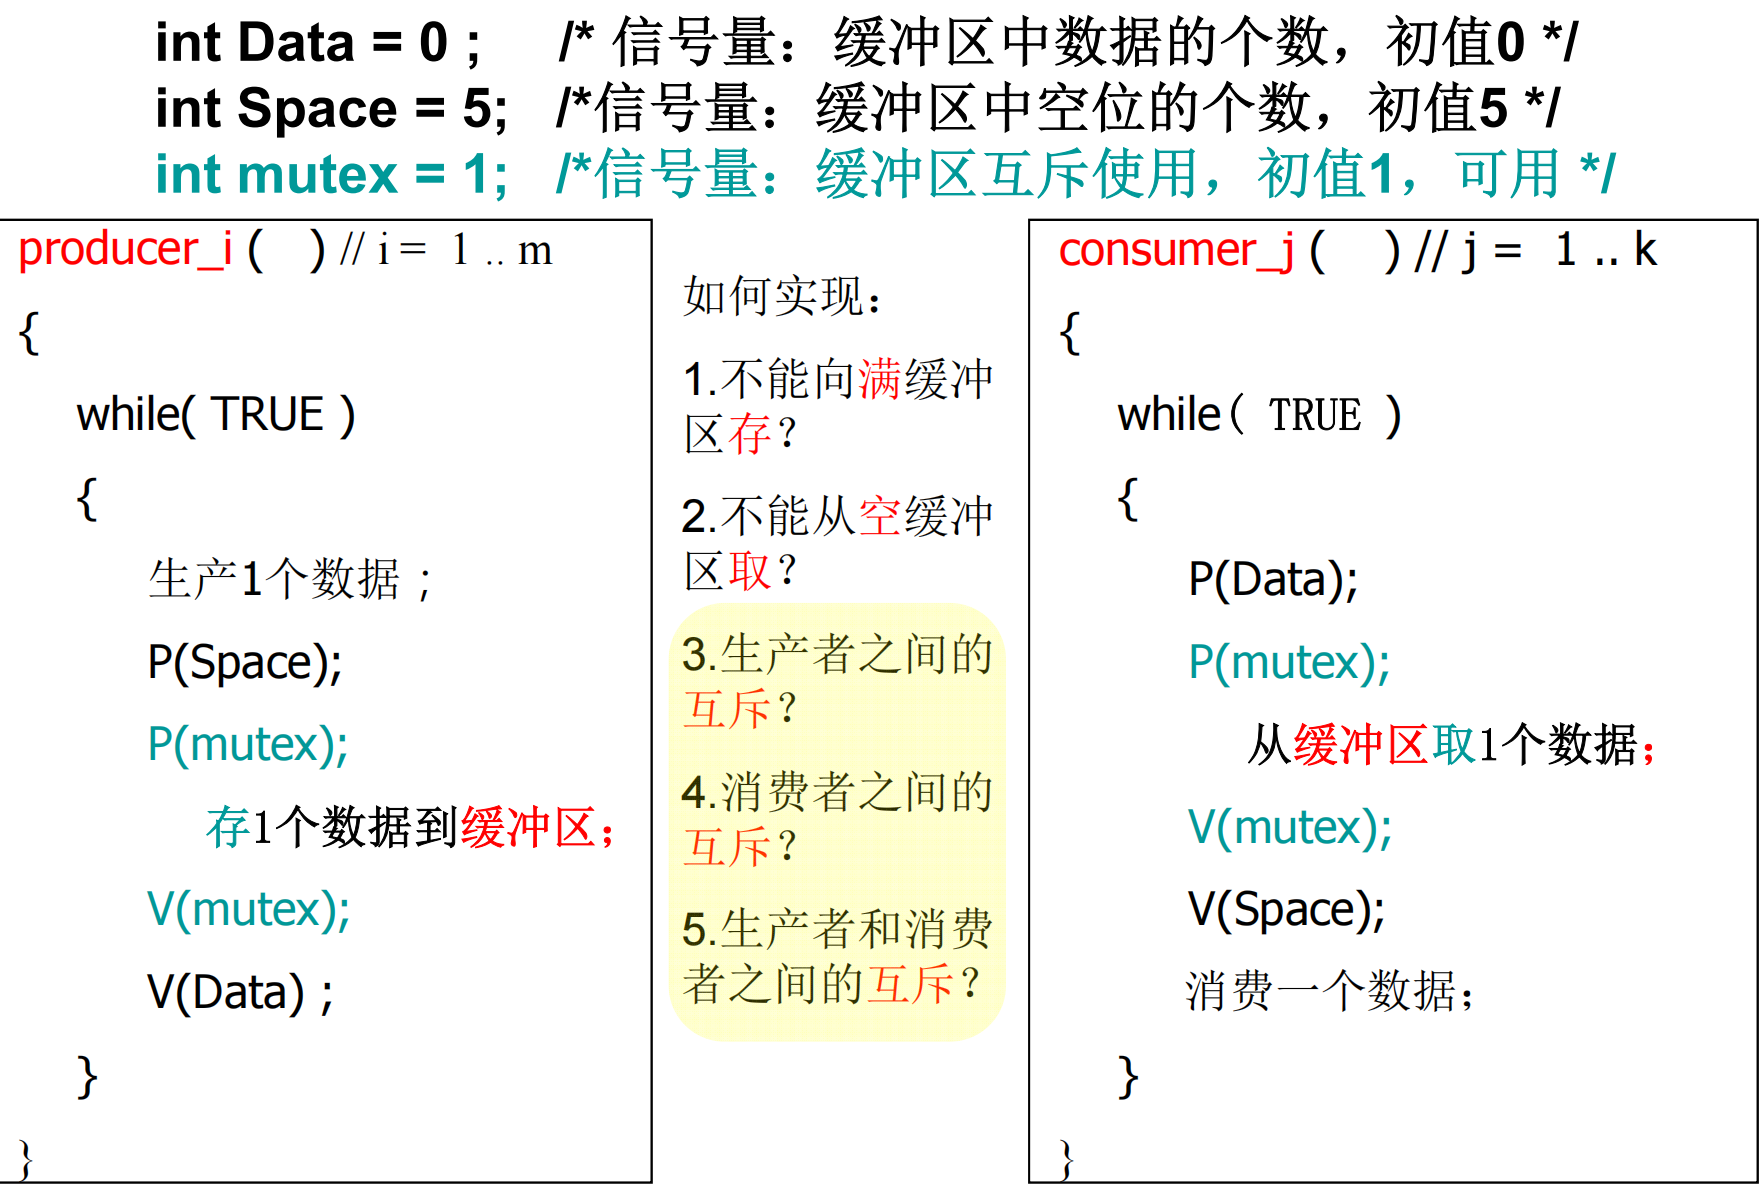 int Data = 0 ; /* 信号量：缓冲区中数据的个数，初值0 */
int Space = 5; /*信号量：缓冲区中空位的个数，初值5 */
int mutex = 1; /*信号量：缓冲区互斥使用，初值1，可用 */
producer_i ( ) // i = 1 .. m
{
while( TRUE )
{
生产1个数据；
P(Space);
P(mutex);
存1个数据到缓冲区；
V(mutex);
V(Data) ;
}
}
如何实现：
1.不能向满缓冲
区存？
2.不能从空缓冲
区取？
3.生产者之间的
互斥？
4.消费者之间的
互斥？
5.生产者和消费
者之间的互斥？
consumer_j ( ) // j = 1 .. k
{
while( TRUE )
{
P(Data);
P(mutex);
从缓冲区取1个数据；
V(mutex);
V(Space);
消费一个数据；
}
}